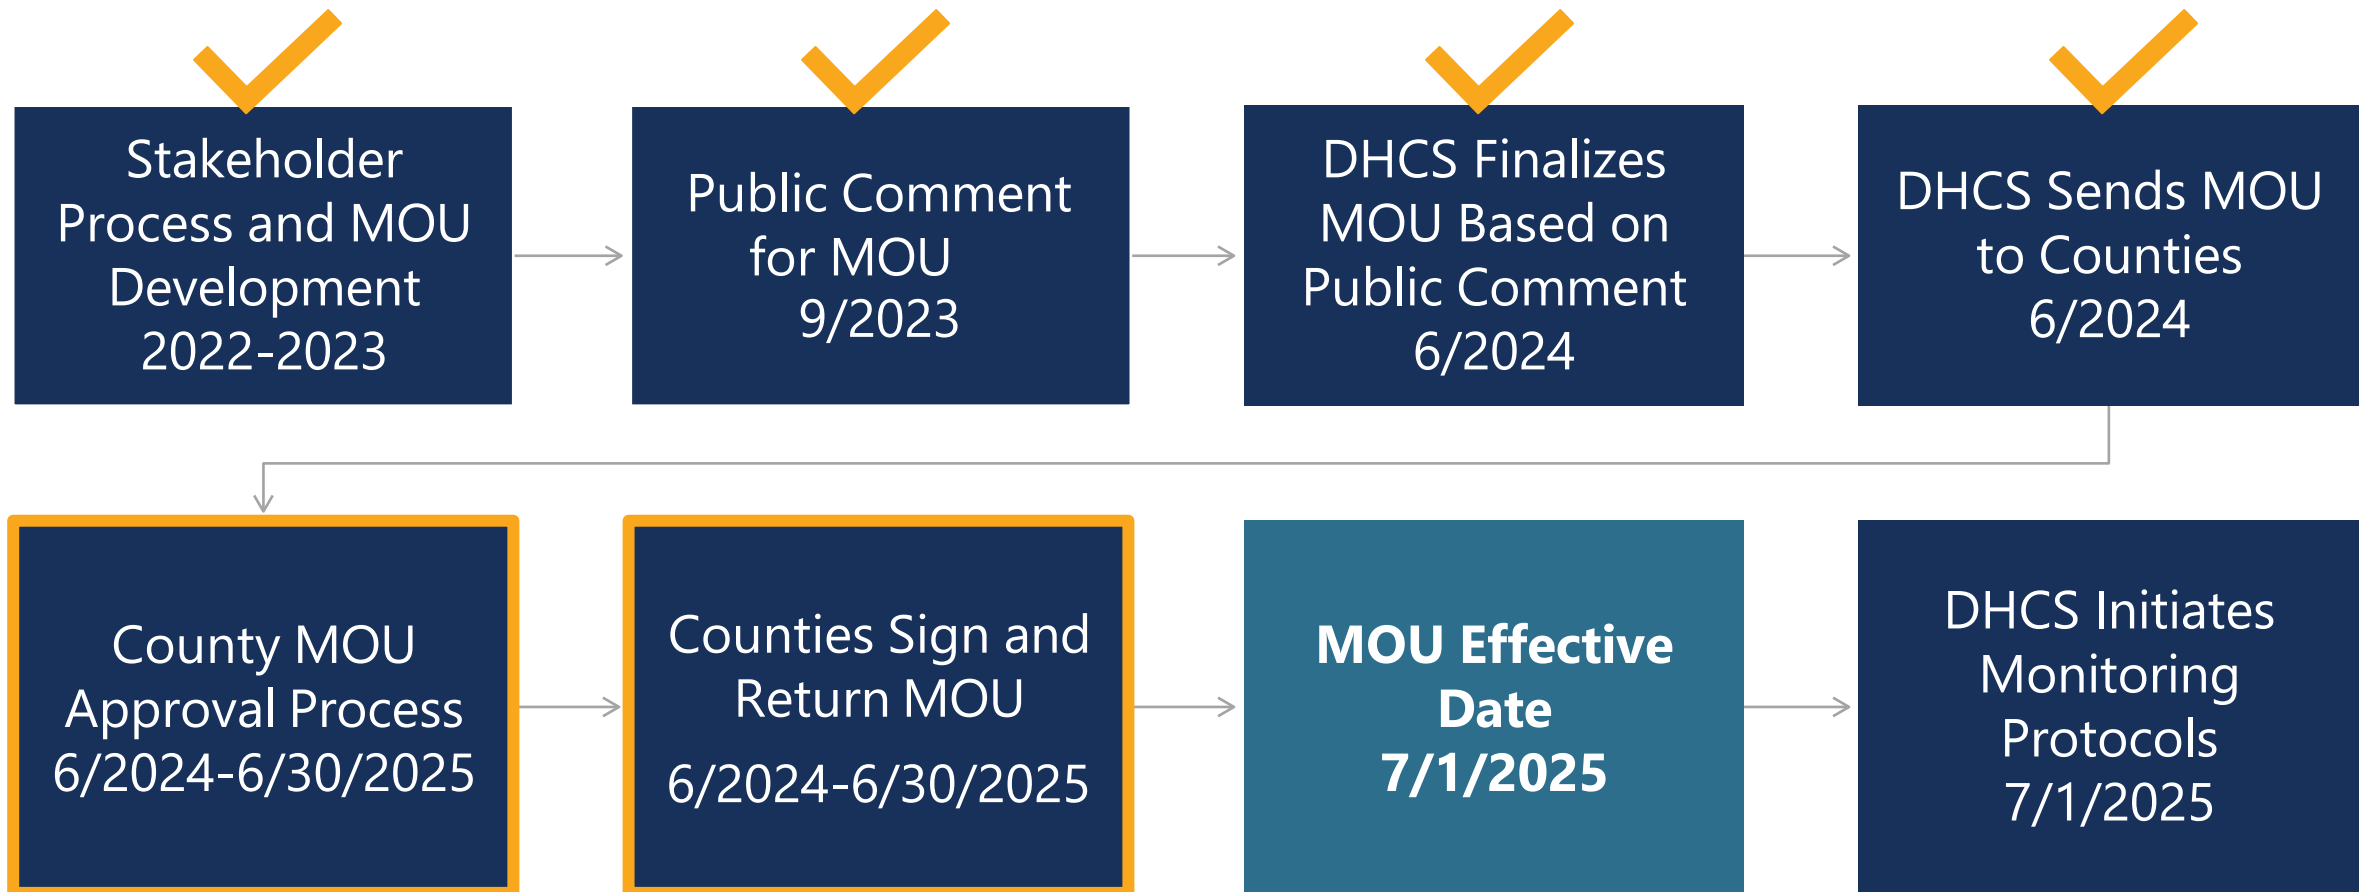 Stakeholder
Process and MOU
Development
2022-2023
Public Comment
for MOU
9/2023
DHCS Finalizes
MOU Based on
Public Comment
6/2024
DHCS Sends MOU
to Counties
6/2024
County MOU
Approval Process
6/2024-6/30/2025
Counties Sign and
Return MOU
6/2024-6/30/2025
MOU Effective
Date
7/1/2025
DHCS Initiates
Monitoring
Protocols
7/1/2025